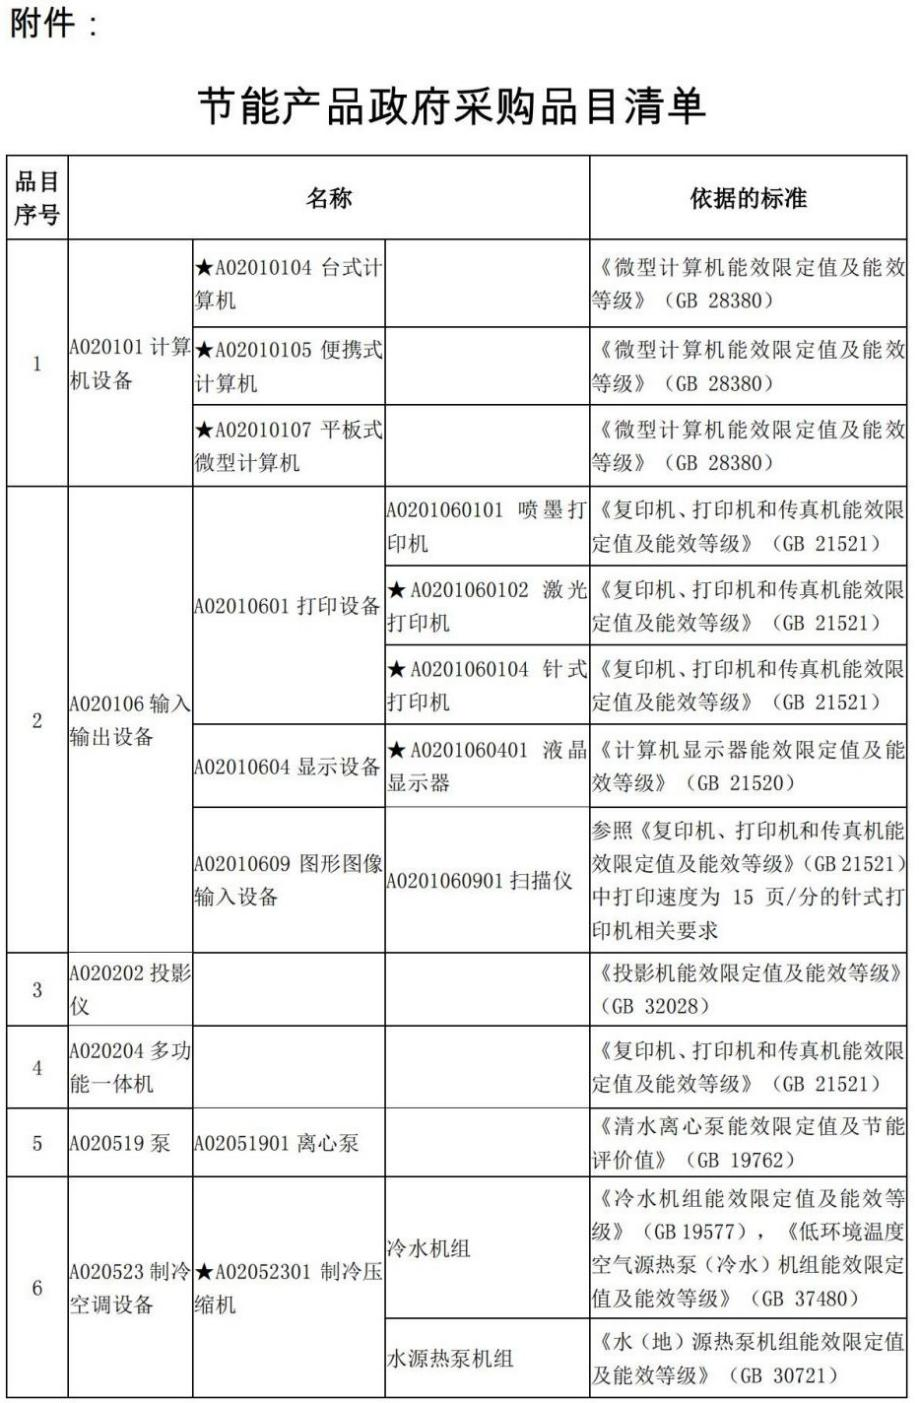 附件：
节能产品政府采购品目清单
品目
序号
名称
依据的标准
1
A020101 计算
机设备
★A02010104 台式计
算机
《微型计算机能效限定值及能效
等级》（GB 28380）
★A02010105 便携式
计算机
《微型计算机能效限定值及能效
等级》（GB 28380）
★A02010107 平板式
微型计算机
《微型计算机能效限定值及能效
等级》（GB 28380）
2
A020106 输入
输出设备
A02010601 打印设备
A0201060101 喷墨打
印机
《复印机、打印机和传真机能效限
定值及能效等级》（GB 21521）
★A0201060102 激光
打印机
《复印机、打印机和传真机能效限
定值及能效等级》（GB 21521）
★A0201060104 针式
打印机
《复印机、打印机和传真机能效限
定值及能效等级》（GB 21521）
A02010604 显示设备
★A0201060401 液晶
显示器
《计算机显示器能效限定值及能
效等级》（GB 21520）
A02010609 图形图像
输入设备
A0201060901 扫描仪
参照《复印机、打印机和传真机能
效限定值及能效等级》（GB 21521）
中打印速度为 15 页/分的针式打
印机相关要求
3
A020202 投影
仪
《投影机能效限定值及能效等级》
（GB 32028）
4
A020204 多功
能一体机
《复印机、打印机和传真机能效限
定值及能效等级》（GB 21521）
5
A020519 泵
A02051901 离心泵
《清水离心泵能效限定值及节能
评价值》（GB 19762）
6
A020523 制冷
空调设备
★A02052301 制冷压
缩机
冷水机组
《冷水机组能效限定值及能效等
级》（GB 19577），《低环境温度
空气源热泵（冷水）机组能效限定
值及能效等级》（GB 37480）
水源热泵机组
《水（地）源热泵机组能效限定值
及能效等级》（GB 30721）